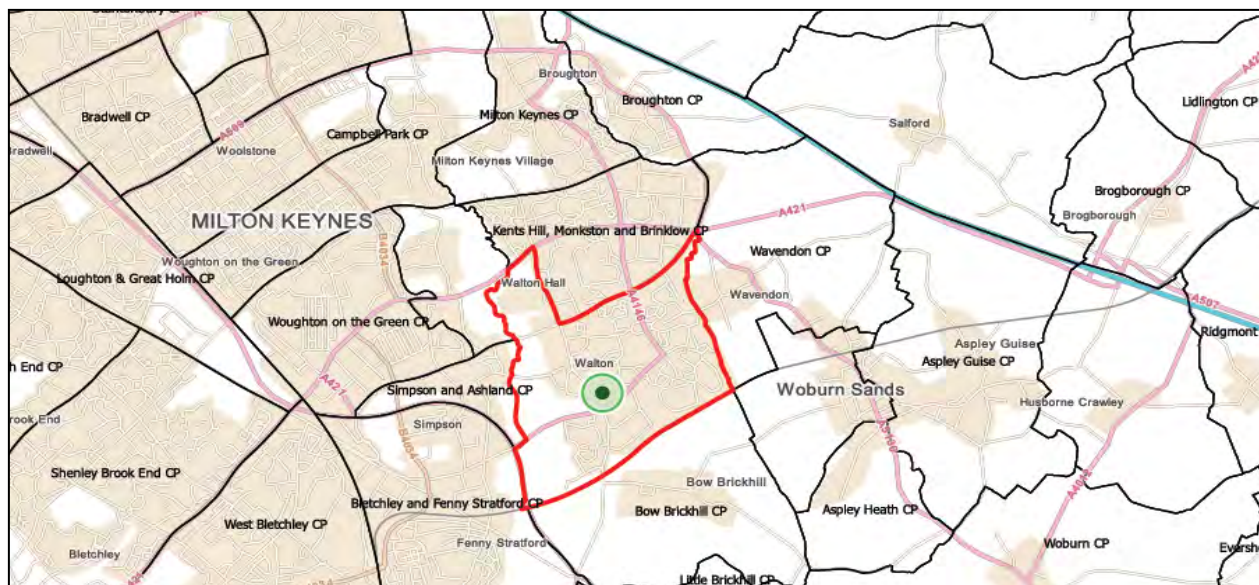 Bradwell CP
Bradwell
A509
Woolstone
Campbell Park CP
Milton Keynes CP
Milton Keynes Village
Broughton
Broughton CP
Salford
Lidlington CP
Brogborough CP
Brogborough
MILTON KEYNES
Woughton on the Green
Loughton & Great Holm CP
B4034
Kents Hill, Monkston and Brinklow CP
A421
Wavendon CP
Walton Hall
A4146
Wavendon
A507
Ridgmont
Woughton on the Green CP
A421
Walton
Aspley Guise
Aspley Guise CP
Simpson and Ashland CP
Simpson
B4034
Woburn Sands
Husborne Crawley
A5130
A4012
Shenley Brook End CP
Bletchley and Fenny Stratford CP
Bow Brickhill
Bow Brickhill CP
Aspley Heath CP
West Bletchley CP
Bletchley
Fenny Stratford
Woburn CP
Little Brickhill CP